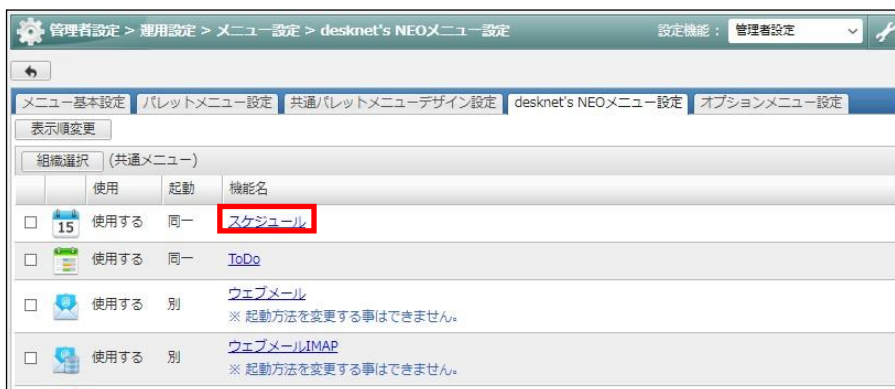 管理者設定 > 運用設定 > メニュー設定 > desknet's NEOメニュー設定 設定機能： 管理者設定
メニュー基本設定 パレットメニュー設定 共通パレットメニューデザイン設定 desknet's NEOメニュー設定 オプションメニュー設定
表示順変更
組織選択 (共通メニュー)
使用 起動 機能名
15 使用する 同一 スケジュール
使用する 同一 ToDo
使用する 別 ウェブメール
※ 起動方法を変更する事はできません。
使用する 別 ウェブメールIMAP
※ 起動方法を変更する事はできません。